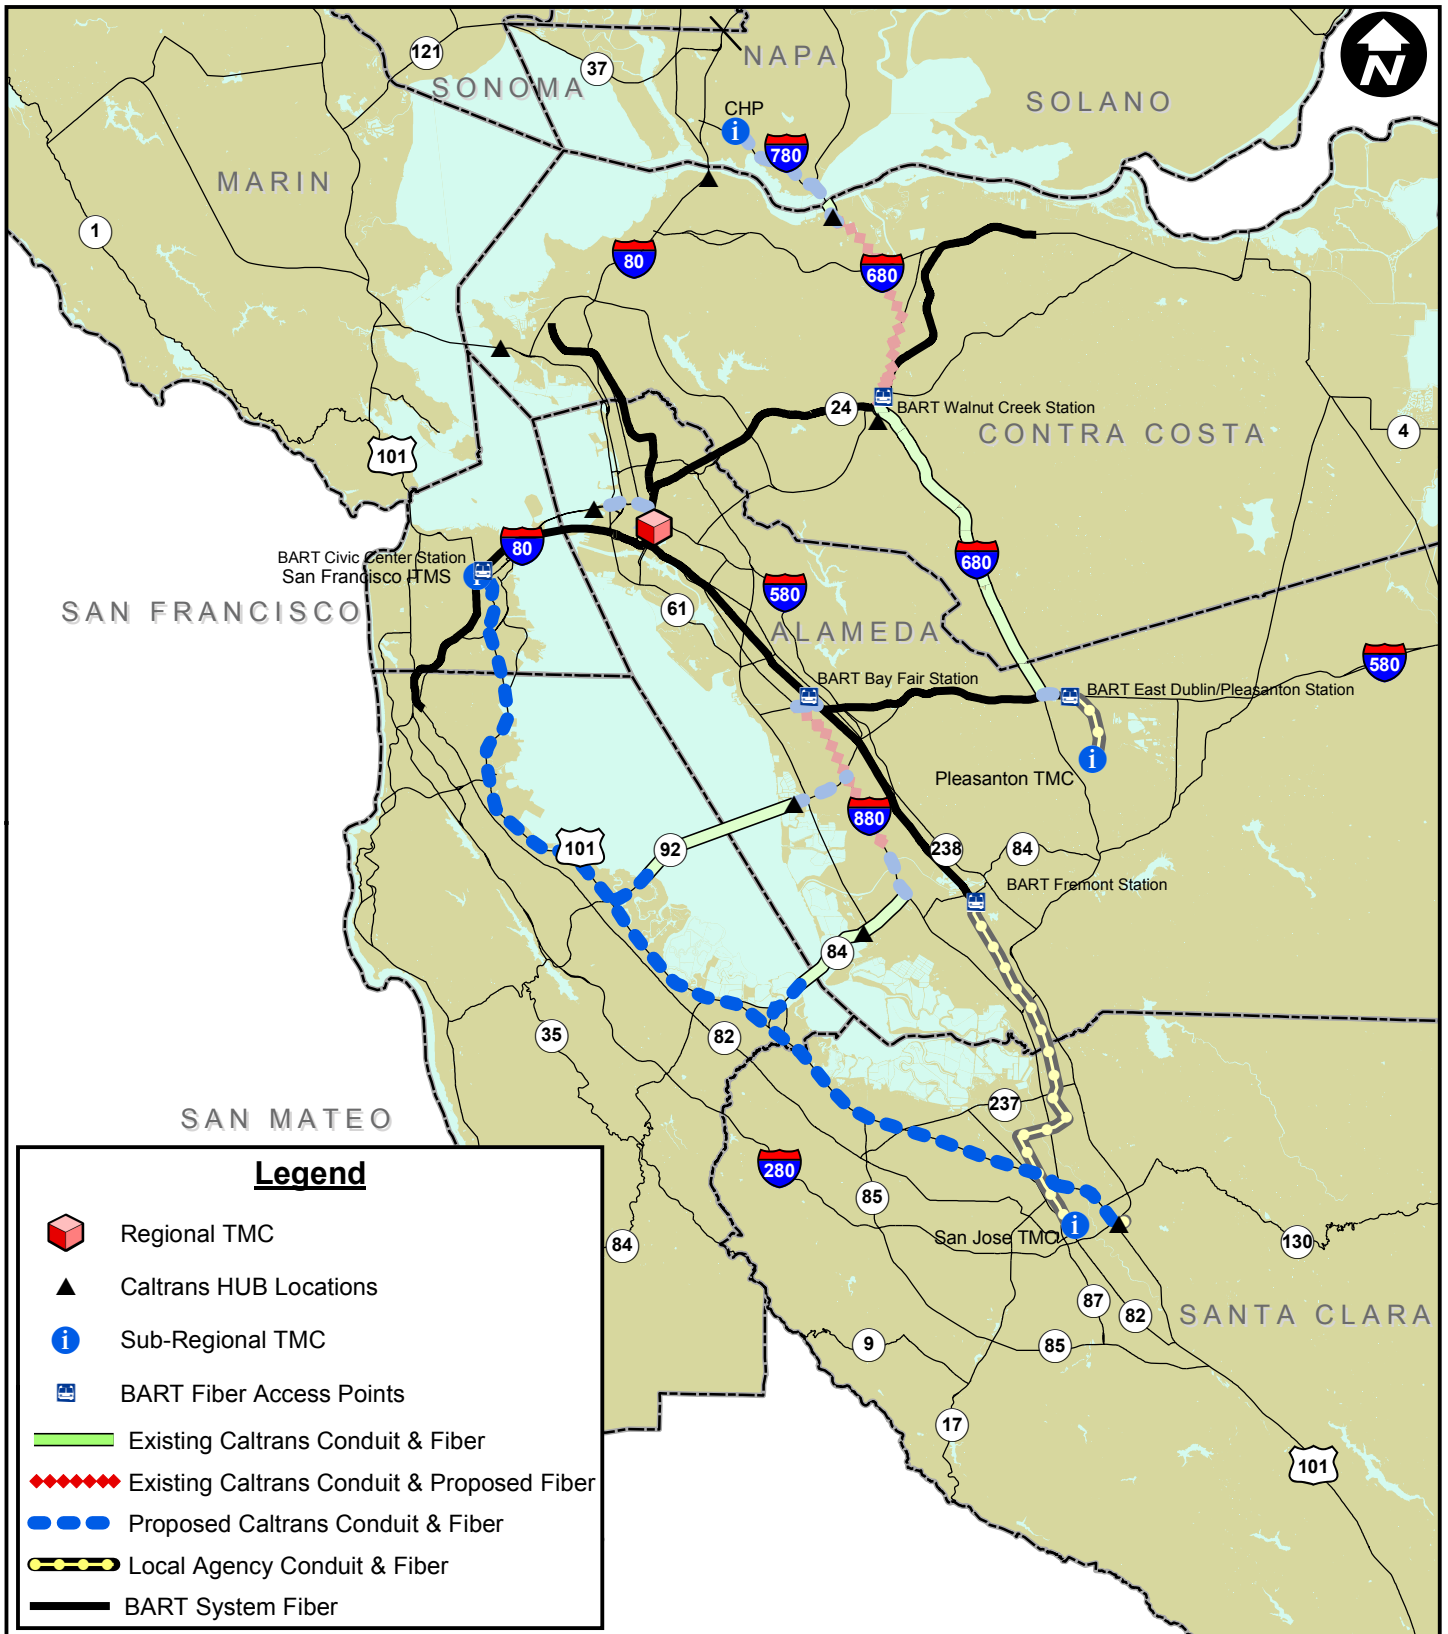 121
37
SONOMA
NAPA
N
SOLANO
CHP
i
780
MARIN
1
80
680
24
BART Walnut Creek Station
CONTRA COSTA
4
101
BART Civic Center Station
San Francisco ITMS
80
680
SAN FRANCISCO
61
580
ALAMEDA
580
BART Bay Fair Station
BART East Dublin/Pleasanton Station
Pleasanton TMC
i
880
101
92
238
84
BART Fremont Station
84
35
82
237
SAN MATEO
280
85
San Jose TMC
i
130
84
87
82
SANTA CLARA
9
85
17
101
Legend
Regional TMC
Caltrans HUB Locations
i
Sub-Regional TMC
BART Fiber Access Points
Existing Caltrans Conduit & Fiber
Existing Caltrans Conduit & Proposed Fiber
Proposed Caltrans Conduit & Fiber
Local Agency Conduit & Fiber
BART System Fiber